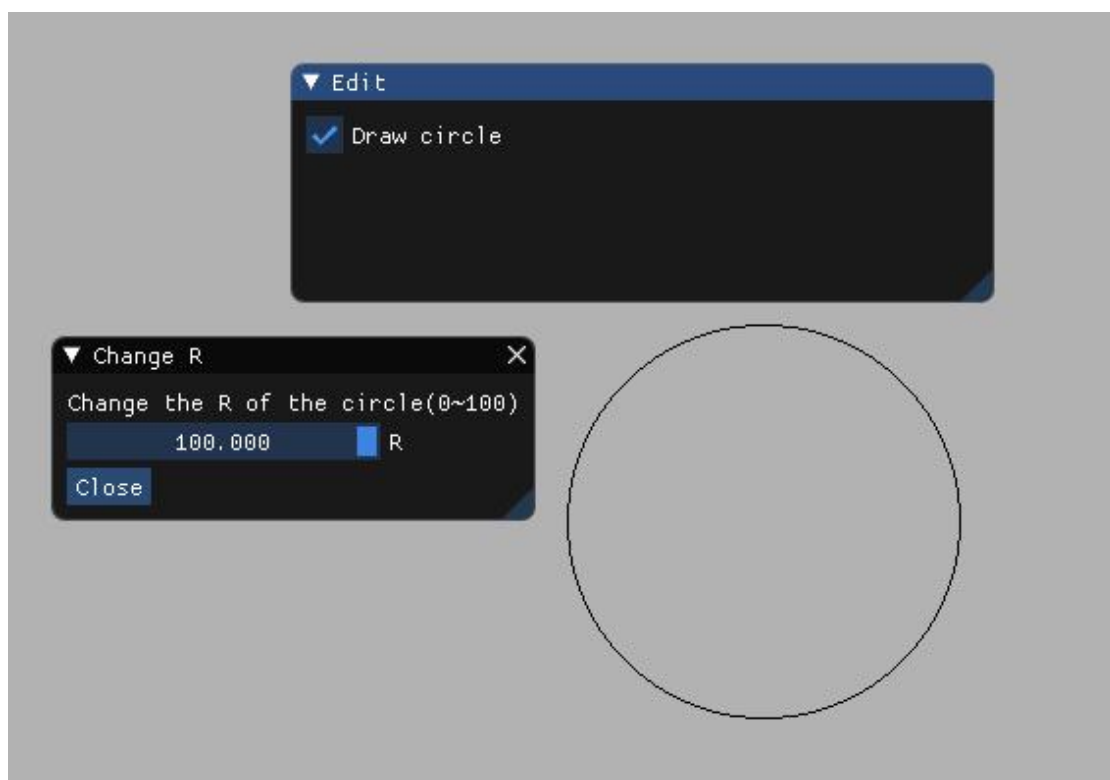 Edit
Draw circle
Change R
Change the R of the circle(0~100)
100.000 R
Close